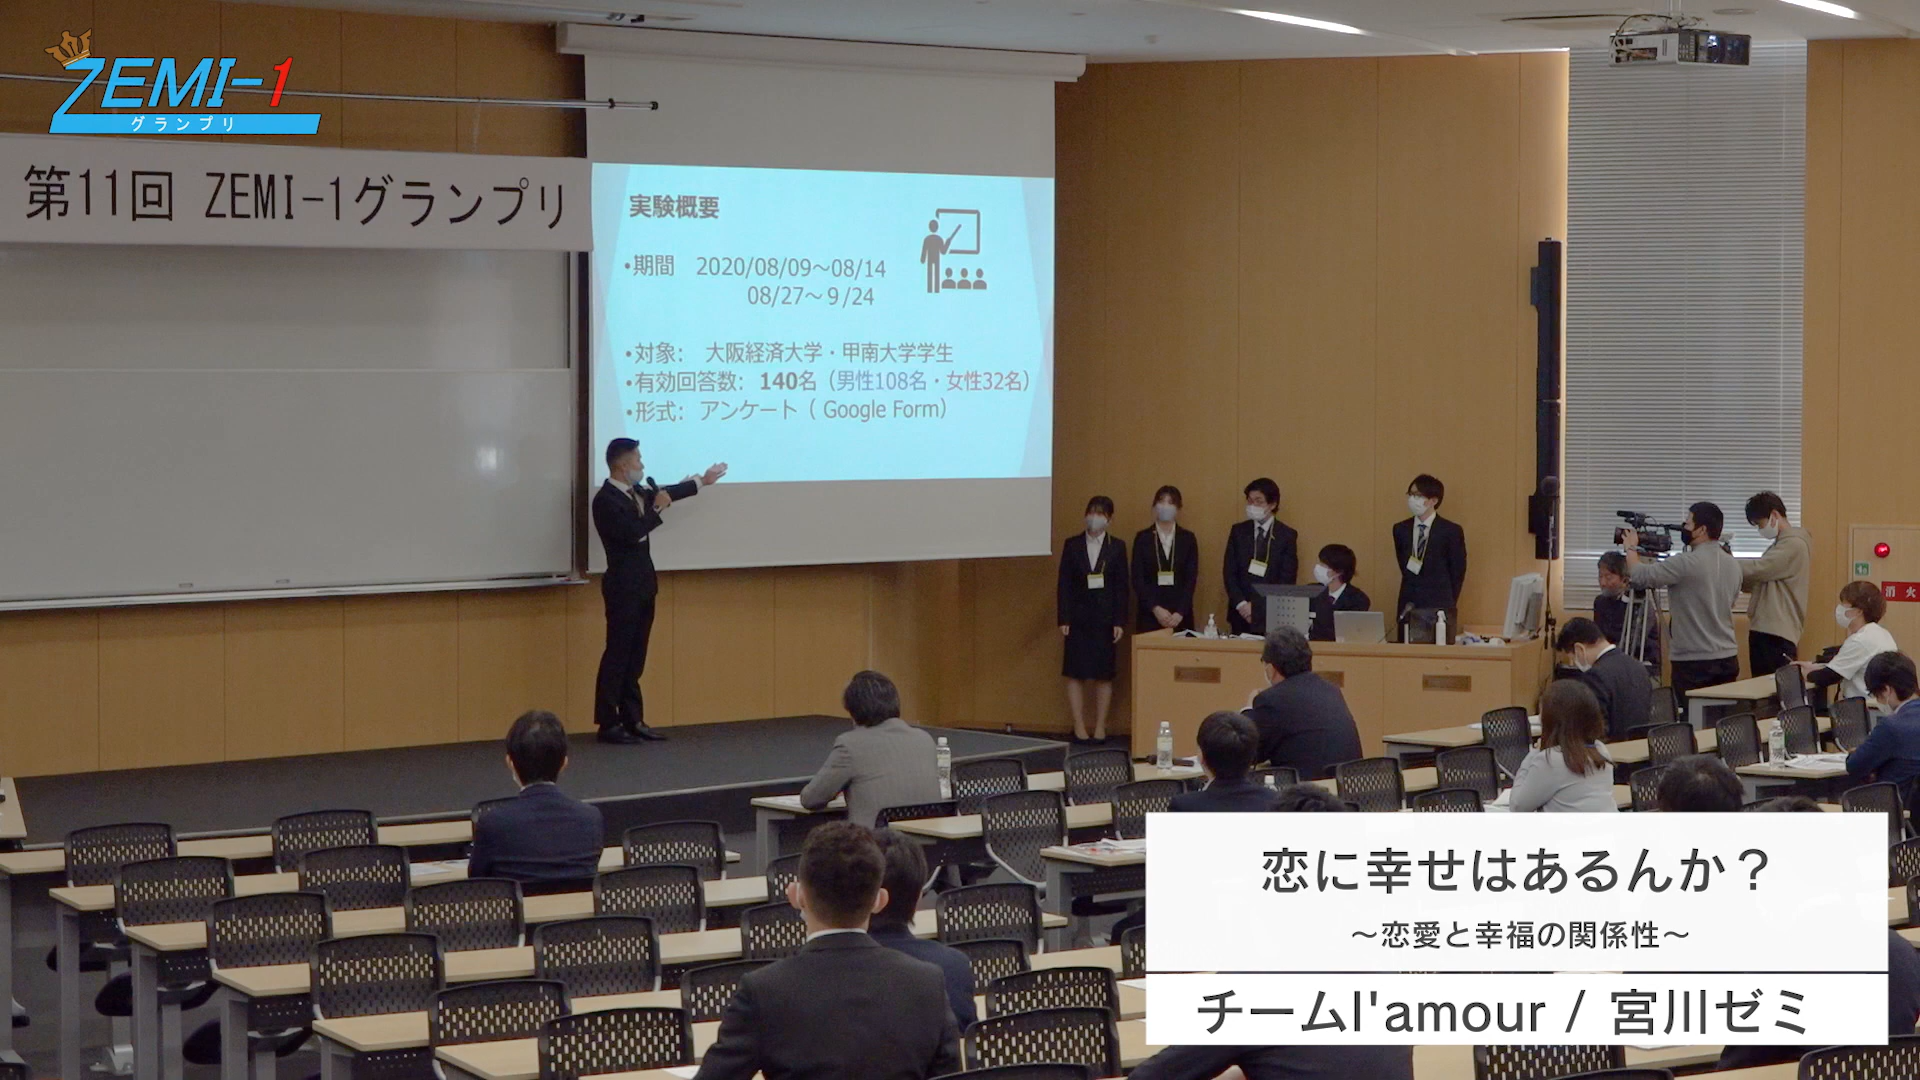 ZEMI-1
グランプリ
第11回 ZEMI-1グランプリ
実験概要
•期間 2020/08/09～08/14
08/27～9/24
•対象： 大阪経済大学・甲南大学学生
•有効回答数：140名（男性108名・女性32名）
•形式：アンケート（ Google Form）
消火
恋に幸せはあるんか？
～恋愛と幸福の関係性～
チームl'amour / 宮川ゼミ